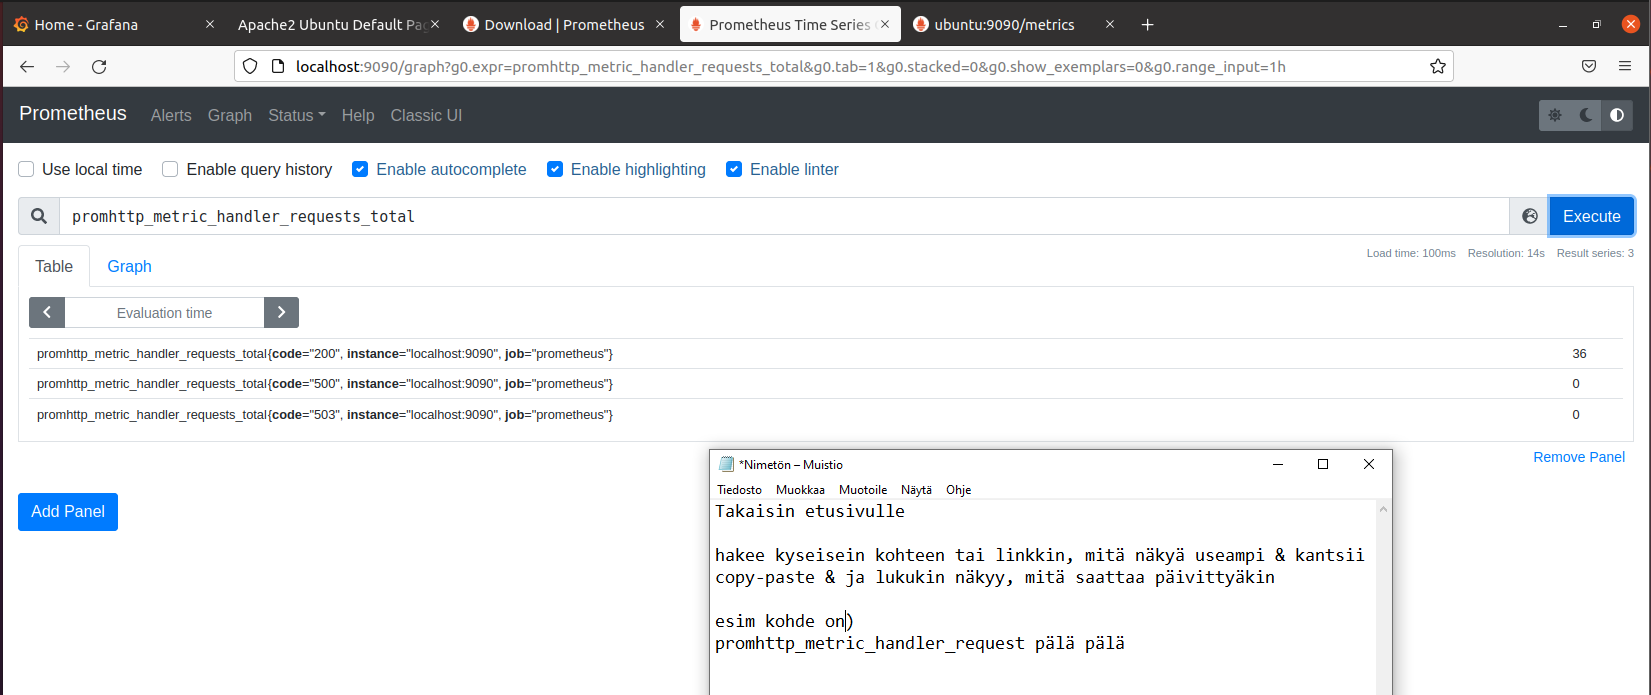 Home - Grafana
Apache2 Ubuntu Default Pag
Download | Prometheus
Prometheus Time Series
ubuntu:9090/metrics
localhost:9090/graph?g0.expr=promhttp_metric_handler_requests_total&g0.tab=1&g0.stacked=0&g0.show_exemplars=0&g0.range_input=1h
Prometheus Alerts Graph Status Help Classic UI
Use local time Enable query history Enable autocomplete Enable highlighting Enable linter
promhttp_metric_handler_requests_total Execute
Load time: 100ms Resolution: 14s Result series: 3
Table Graph
Evaluation time
promhttp_metric_handler_requests_total{code="200", instance="localhost:9090", job="prometheus"} 36
promhttp_metric_handler_requests_total{code="500", instance="localhost:9090", job="prometheus"} 0
promhttp_metric_handler_requests_total{code="503", instance="localhost:9090", job="prometheus"} 0
Remove Panel
Add Panel
*Nimetön – Muistio
Tiedosto Muokkaa Muotoile Näytä Ohje
Takaisin etusivulle
hakee kyseisein kohteen tai linkkin, mitä näkyä useampi & kantsii
copy-paste & ja lukukin näkyy, mitä saattaa päivittyäkin
esim kohde on)
promhttp_metric_handler_request pälä pälä